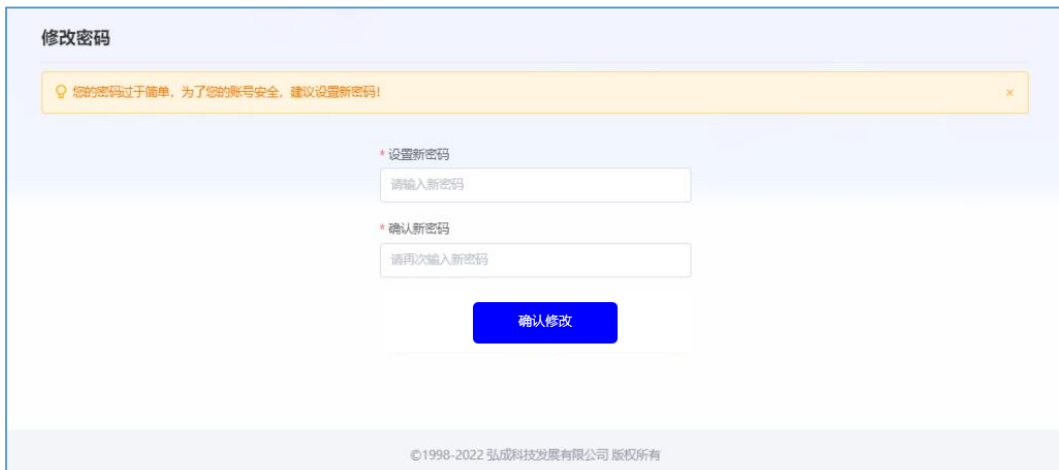 修改密码
您的密码过于简单，为了您的账号安全，建议设置新密码!
* 设置新密码
请输入新密码
* 确认新密码
请再次输入新密码
确认修改
©1998-2022 弘成科技发展有限公司 版权所有